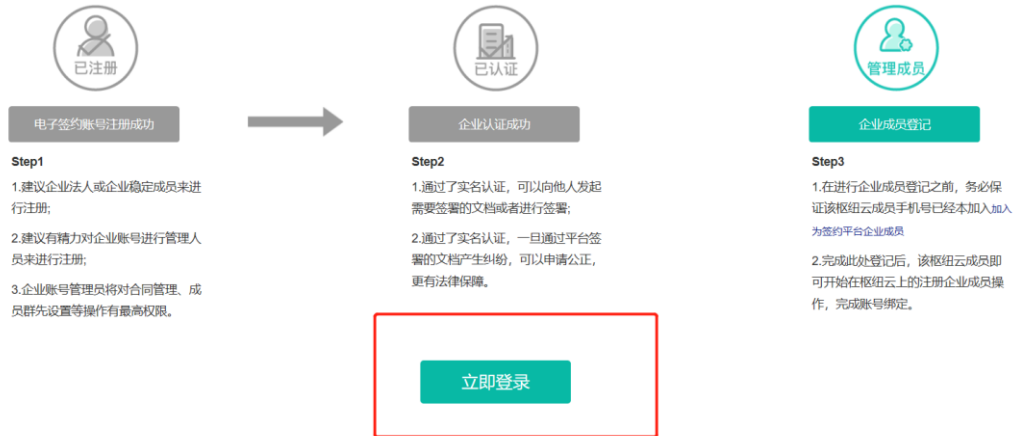 已注册
电子签约账号注册成功
Step1
1.建议企业法人或企业稳定成员来进
行注册;
2.建议有精力对企业账号进行管理人
员来进行注册;
3.企业账号管理员将对合同管理、成
员群先设置等操作有最高权限。
已认证
企业认证成功
Step2
1.通过了实名认证，可以向他人发起
需要签署的文档或者进行签署;
2.通过了实名认证，一旦通过平台签
署的文档产生纠纷，可以申请公正，
更有法律保障。
立即登录
管理成员
企业成员登记
Step3
1.在进行企业成员登记之前，务必保
证该枢纽云成员手机号已经本加入加入
为签约平台企业成员
2.完成此处登记后，该枢纽云成员即
可开始在枢纽云上的注册企业成员操
作，完成账号绑定。